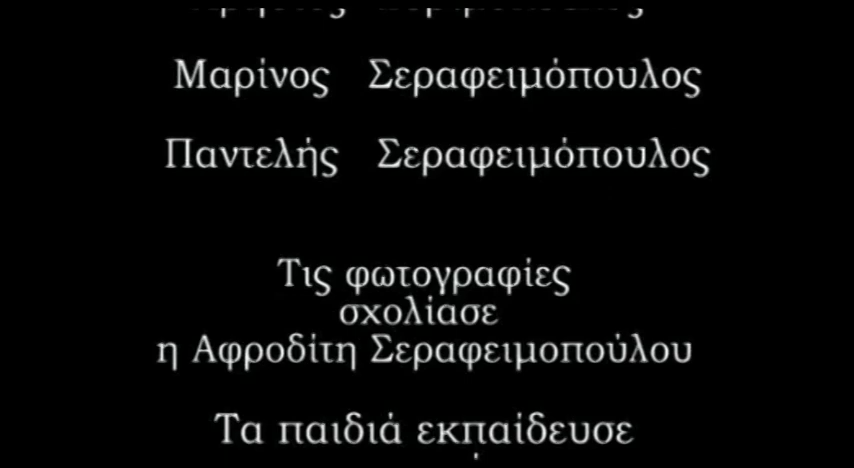 Μαρίνος Σεραφειμόπουλος
Παντελής Σεραφειμόπουλος
Τις φωτογραφίες
σχολίασε
η Αφροδίτη Σεραφειμοπούλου
Τα παιδιά εκπαίδευσε